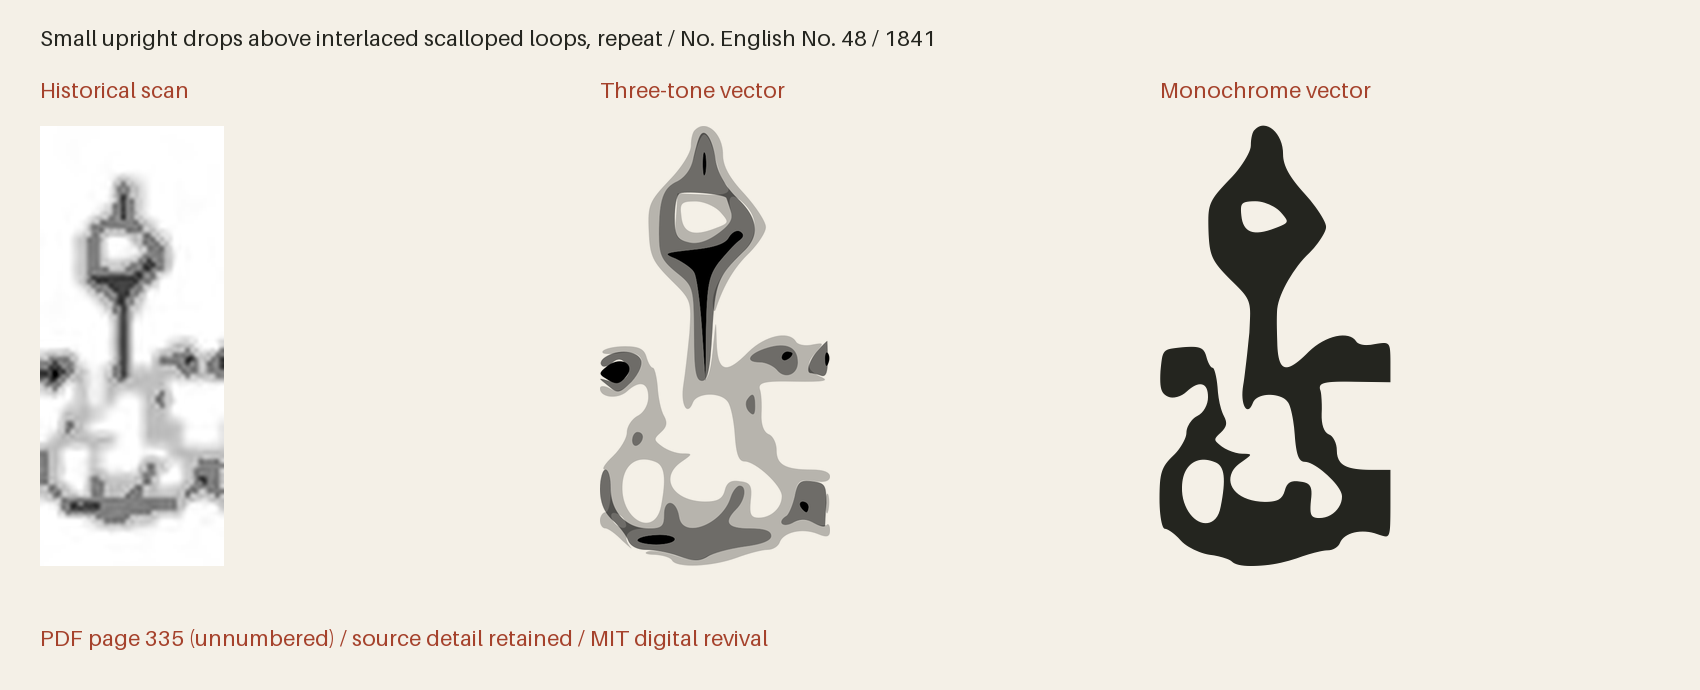 Small upright drops above interlaced scalloped loops, repeat / No. English No. 48 / 1841
Historical scan
Three-tone vector
Monochrome vector
PDF page 335 (unnumbered) / source detail retained / MIT digital revival